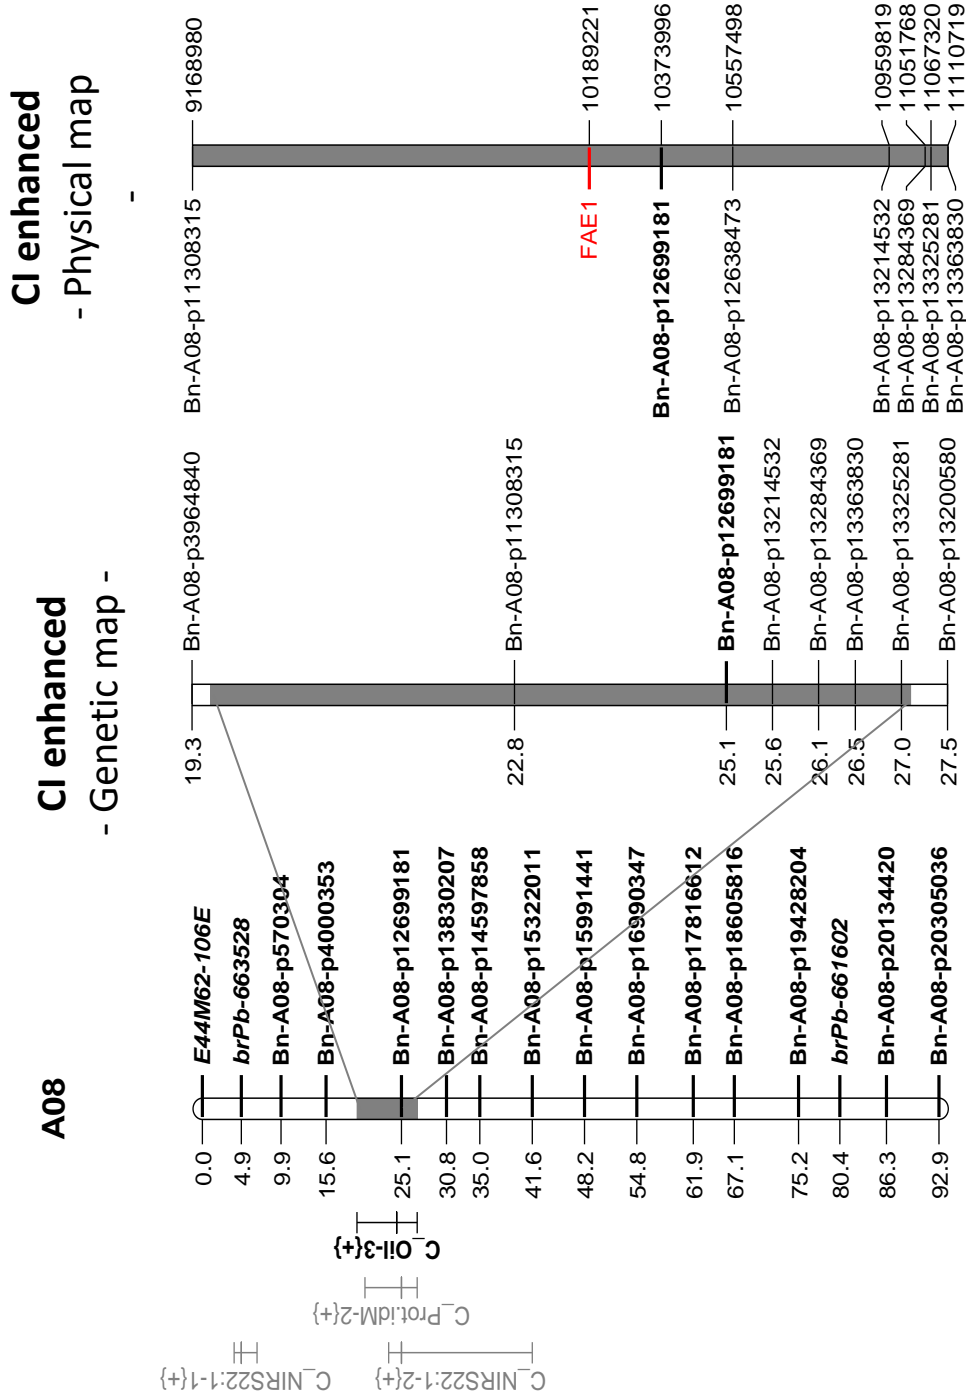 A08
CI enhanced
- Genetic map -
CI enhanced
- Physical map
-
0.0 E44M62-106E
4.9 brPb-663528
9.9 Bn-A08-p570304
15.6 Bn-A08-p4000353
25.1 Bn-A08-p12699181
30.8 Bn-A08-p13830207
35.0 Bn-A08-p14597858
41.6 Bn-A08-p15322011
48.2 Bn-A08-p15991441
54.8 Bn-A08-p16990347
61.9 Bn-A08-p17816612
67.1 Bn-A08-p18605816
75.2 Bn-A08-p19428204
80.4 brPb-661602
86.3 Bn-A08-p20134420
92.9 Bn-A08-p20305036
C_Oil-3{+}
C_Prot.idM-2{+}
C_NIRS22:1-1{+}
C_NIRS22:1-2{+}
19.3 Bn-A08-p3964840
22.8 Bn-A08-p11308315
25.1 Bn-A08-p12699181
25.6 Bn-A08-p13214532
26.1 Bn-A08-p13284369
26.5 Bn-A08-p13363830
27.0 Bn-A08-p13325281
27.5 Bn-A08-p13200580
Bn-A08-p11308315 9168980
FAE1 10189221
Bn-A08-p12699181 10373996
Bn-A08-p12638473 10557498
Bn-A08-p13214532 10959819
Bn-A08-p13284369 11051768
Bn-A08-p13325281 11067320
Bn-A08-p13363830 11110719